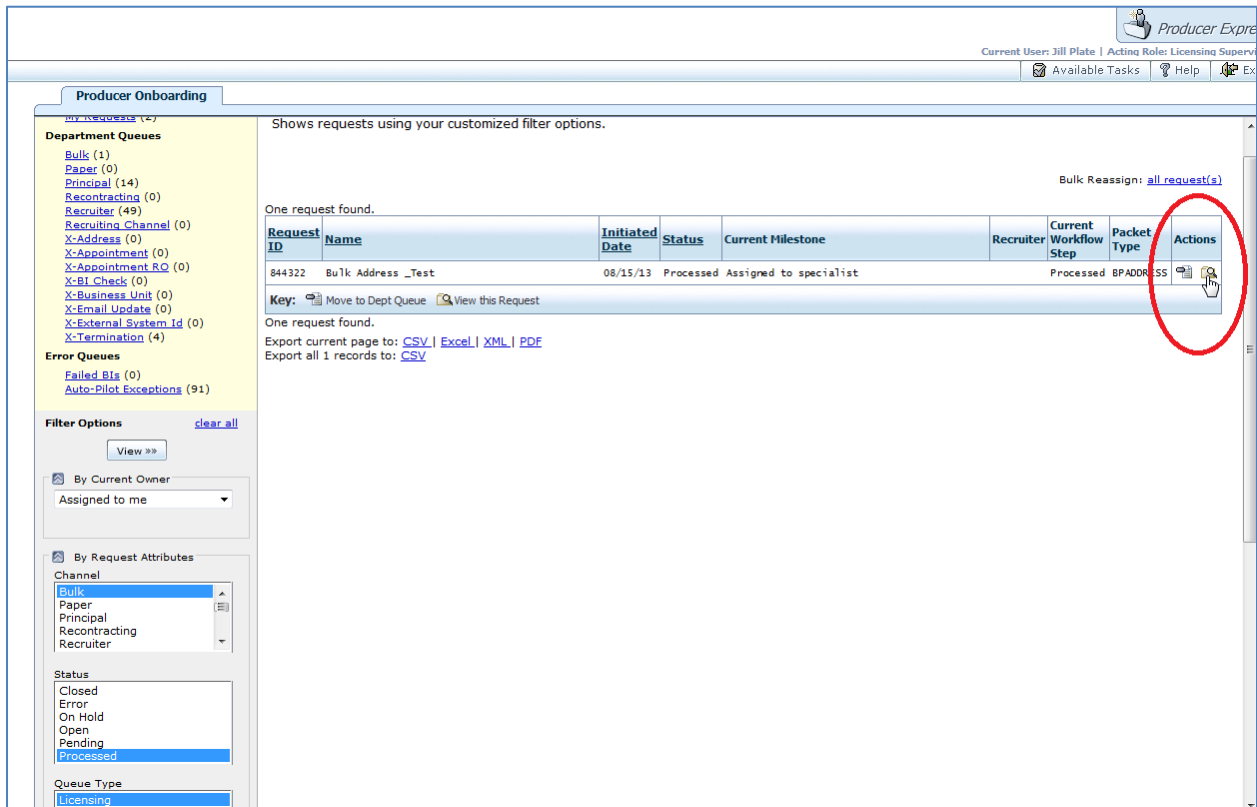 Producer Expre
Current User: Jill Plate | Acting Role: Licensing Supervi
Available Tasks
Help
Ex
Producer Onboarding
My Requests (2)
Department Queues
Bulk (1)
Paper (0)
Principal (14)
Recontracting (0)
Recruiter (49)
Recruiting Channel (0)
X-Address (0)
X-Appointment (0)
X-Appointment RO (0)
X-BI Check (0)
X-Business Unit (0)
X-Email Update (0)
X-External System Id (0)
X-Termination (4)
Error Queues
Failed BIs (0)
Auto-Pilot Exceptions (91)
Filter Options clear all
View »»
By Current Owner
Assigned to me
By Request Attributes
Channel
Bulk
Paper
Principal
Recontracting
Recruiter
Status
Closed
Error
On Hold
Open
Pending
Processed
Queue Type
Licensing
Shows requests using your customized filter options.
Bulk Reassign: all request(s)
One request found.
Request ID Name Initiated Date Status Current Milestone Recruiter Current Workflow Step Packet Type Actions
844322 Bulk Address _Test 08/15/13 Processed Assigned to specialist Processed BPADDRESS
Key: Move to Dept Queue View this Request
One request found.
Export current page to: CSV | Excel | XML | PDF
Export all 1 records to: CSV